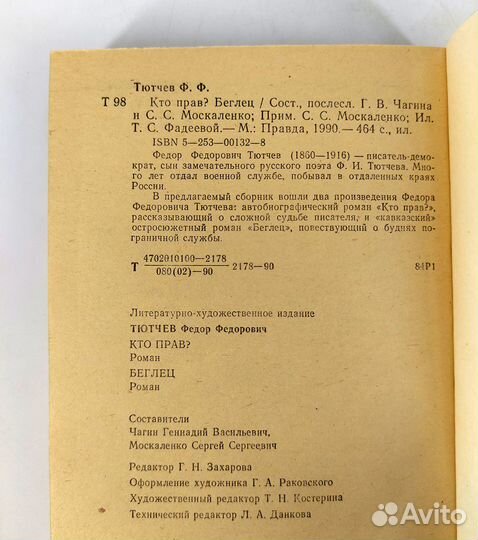 Тютчев Ф. Ф.
Т 98 Кто прав? Беглец / Сост., послесл. Г. В. Чагина
и С. С. Москаленко; Прим. С. С. Москаленко; Ил.
Т. С. Фадеевой.— М.: Правда, 1990.— 464 с., ил.
ISBN 5—253—00132—8
Федор Федорович Тютчев (1860—1916) — писатель-демо-
крат, сын замечательного русского поэта Ф. И. Тютчева. Мно-
го лет отдал военной службе, побывал в отдаленных краях
России.
В предлагаемый сборник вошли два произведения Федора
Федоровича Тютчева: автобиографический роман «Кто прав?»,
рассказывающий о сложной судьбе писателя, и «кавказский»
остросюжетный роман «Беглец», повествующий о буднях по-
граничной службы.
4702010100—2178
Т 2178—90 84Р1
080(02)—90
Литературно-художественное издание
ТЮТЧЕВ Федор Федорович
КТО ПРАВ?
Роман
БЕГЛЕЦ
Роман
Составители
Чагин Геннадий Васильевич,
Москаленко Сергей Сергеевич
Редактор Г. Н. Захарова
Оформление художника Г. А. Раковского
Художественный редактор Т. Н. Костерина
Технический редактор Л. А. Данкова
Avito